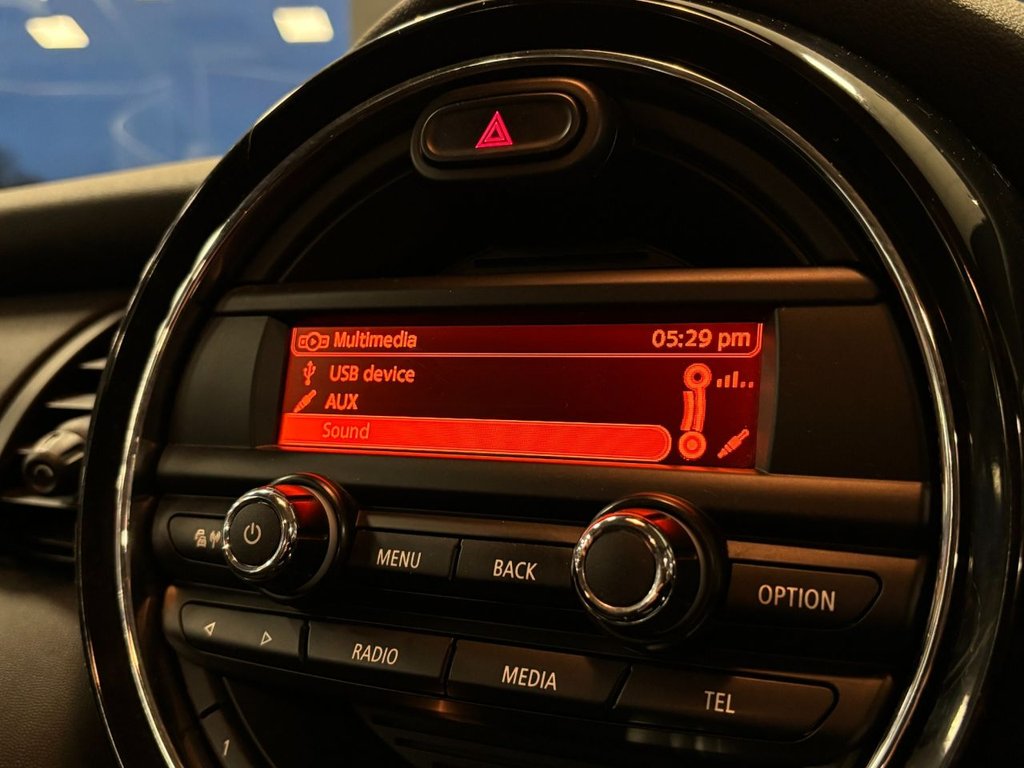 Multimedia 05:29 pm
USB device
AUX
Sound
MENU BACK OPTION
RADIO MEDIA TEL
1